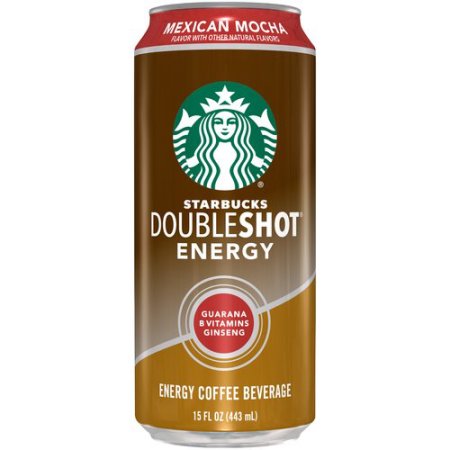 MEXICAN MOCHA
FLAVOR WITH OTHER NATURAL FLAVORS
®
STARBUCKS
DOUBLESHOT®
ENERGY
GUARANA
B VITAMINS
GINSENG
ENERGY COFFEE BEVERAGE
15 FL OZ (443 mL)